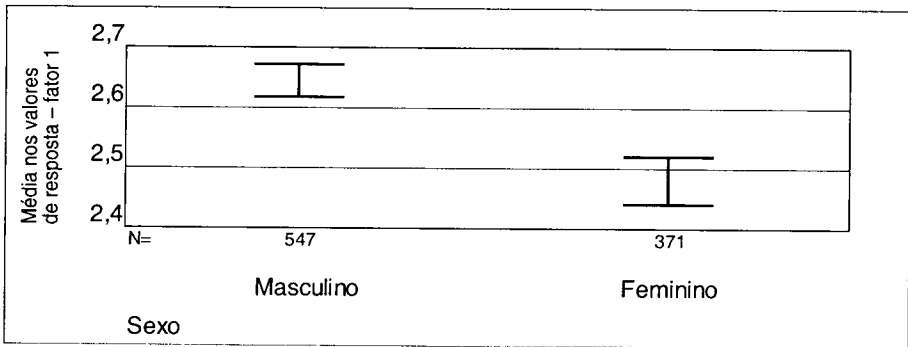 Média nos valores
de resposta – fator 1
2,7
2,6
2,5
2,4
N=
547
371
Masculino
Feminino
Sexo